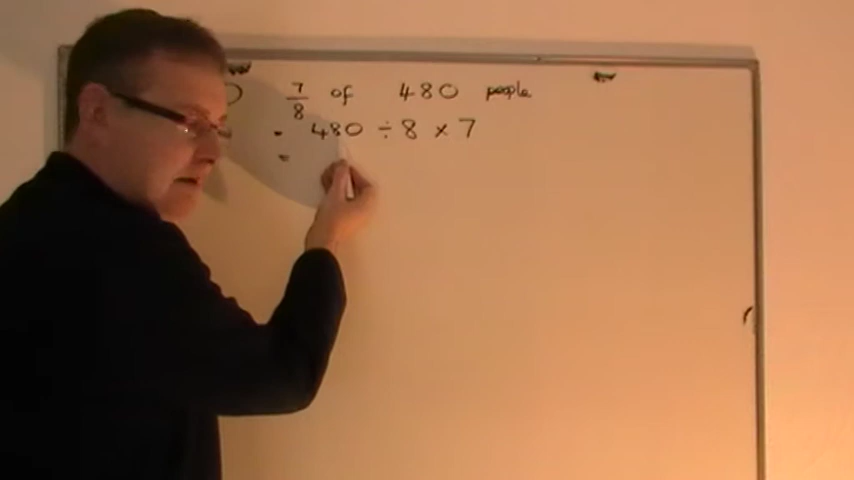 ) 7/8 of 480 people
= 480 ÷ 8 × 7
=